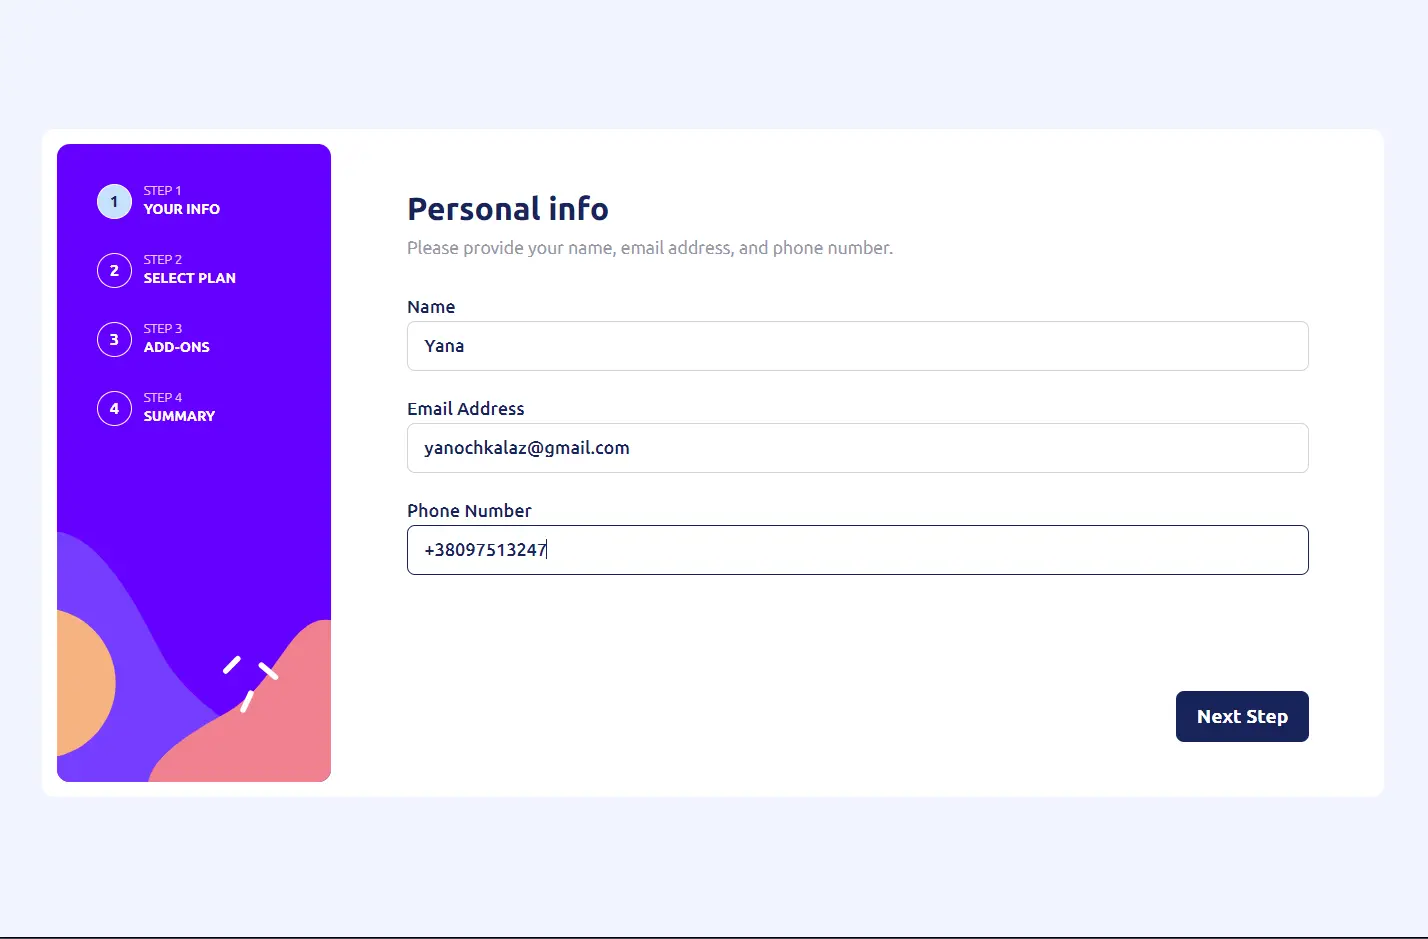 1
STEP 1
YOUR INFO
2
STEP 2
SELECT PLAN
3
STEP 3
ADD-ONS
4
STEP 4
SUMMARY
Personal info
Please provide your name, email address, and phone number.
Name
Yana
Email Address
yanochkalaz@gmail.com
Phone Number
+38097513247
Next Step